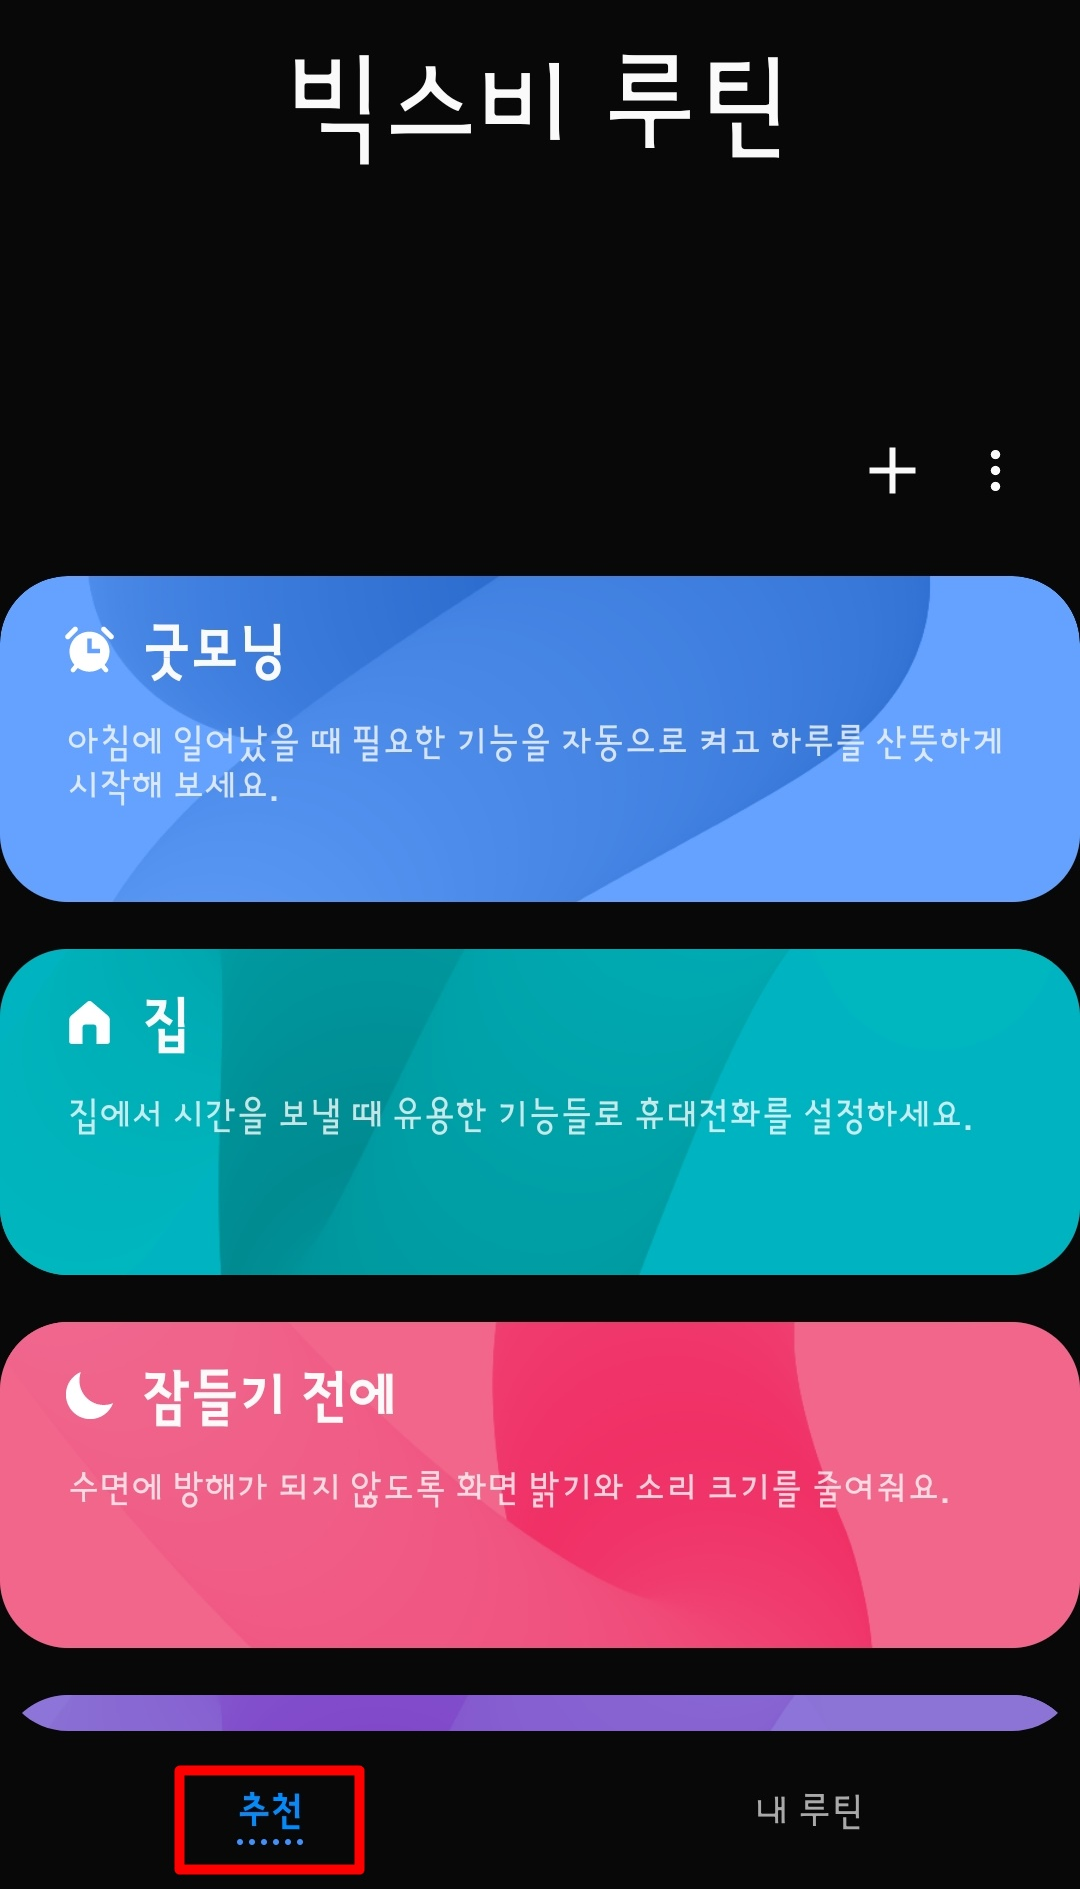 빅스비 루틴
굿모닝
아침에 일어났을 때 필요한 기능을 자동으로 켜고 하루를 산뜻하게
시작해 보세요.
집
집에서 시간을 보낼 때 유용한 기능들로 휴대전화를 설정하세요.
잠들기 전에
수면에 방해가 되지 않도록 화면 밝기와 소리 크기를 줄여줘요.
추천
내 루틴